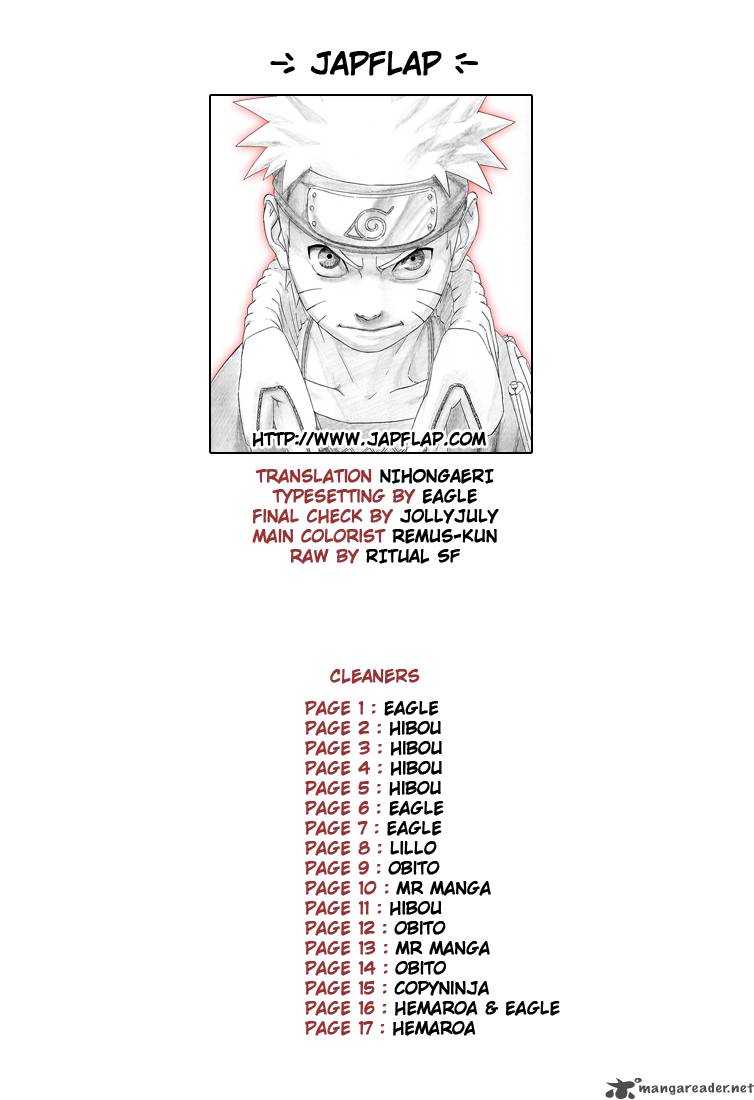 JAPFLAP
HTTP://WWW.JAPFLAP.COM
TRANSLATION NIHONGAERI
TYPESETTING BY EAGLE
FINAL CHECK BY JOLLYJULY
MAIN COLORIST REMUS-KUN
RAW BY RITUAL SF
CLEANERS
PAGE 1 : EAGLE
PAGE 2 : HIBOU
PAGE 3 : HIBOU
PAGE 4 : HIBOU
PAGE 5 : HIBOU
PAGE 6 : EAGLE
PAGE 7 : EAGLE
PAGE 8 : LILLO
PAGE 9 : OBITO
PAGE 10 : MR MANGA
PAGE 11 : HIBOU
PAGE 12 : OBITO
PAGE 13 : MR MANGA
PAGE 14 : OBITO
PAGE 15 : COPYNINJA
PAGE 16 : HEMAROA & EAGLE
PAGE 17 : HEMAROA
mangareader.net